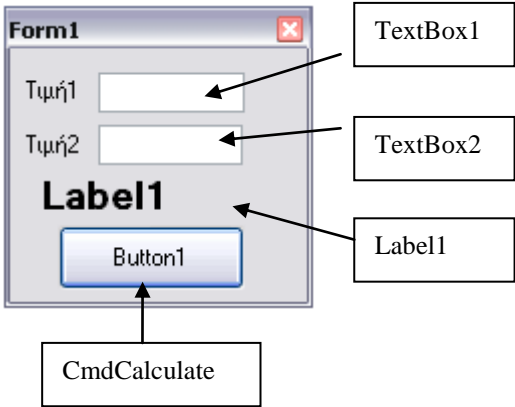 Form1
TextBox1
Τιμή1
Τιμή2
TextBox2
Label1
Label1
Button1
CmdCalculate